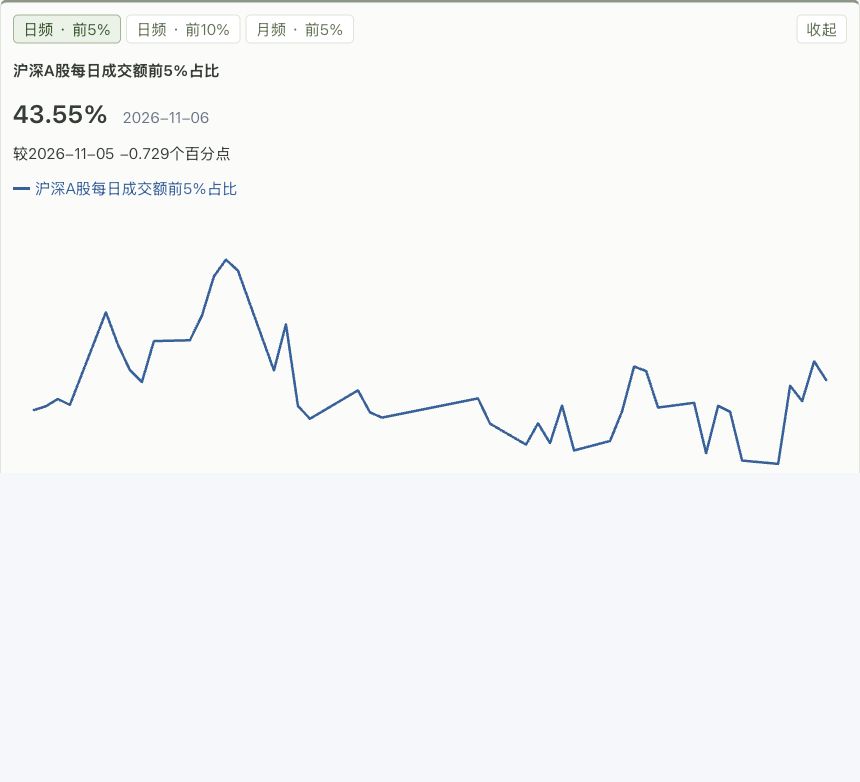 日频 · 前5% 日频 · 前10% 月频 · 前5% 收起
沪深A股每日成交额前5%占比
43.55% 2026–11–06
较2026–11–05 −0.729个百分点
沪深A股每日成交额前5%占比